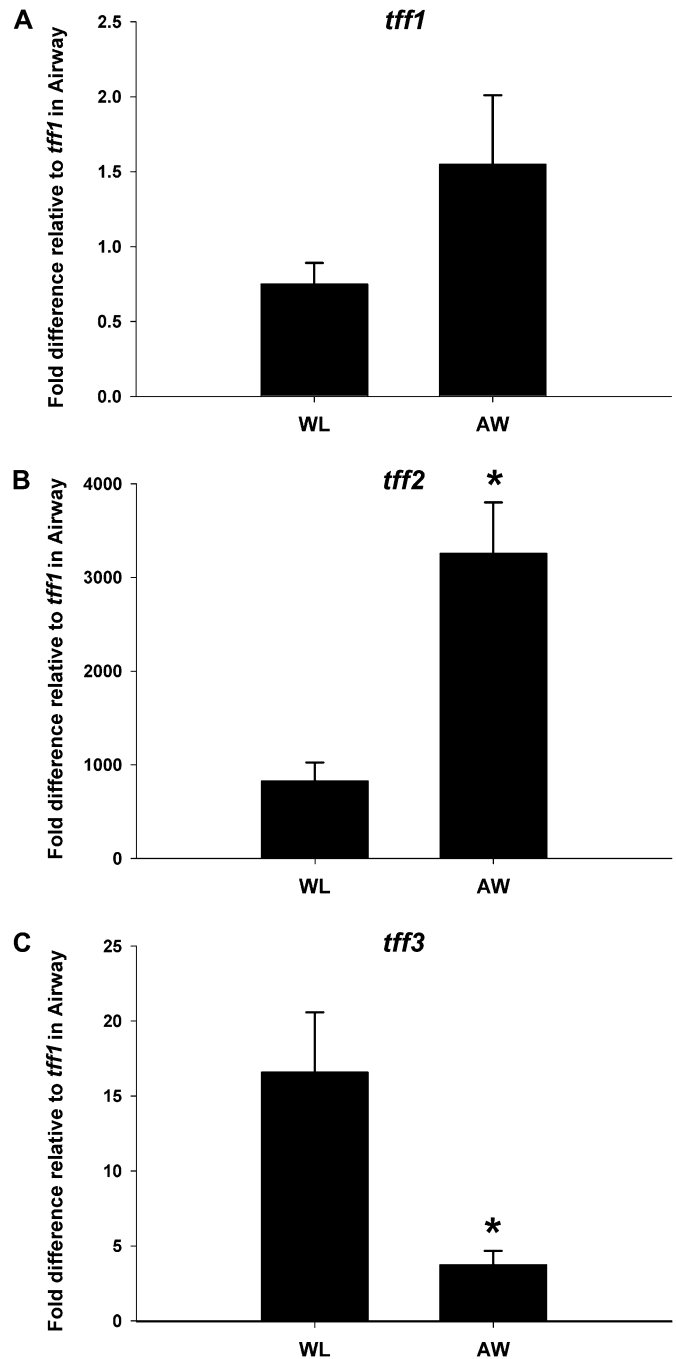 A
tff1
Fold difference relative to tff1 in Airway
2.5
2.0
1.5
1.0
0.5
0.0
WL
AW
B
tff2
Fold difference relative to tff1 in Airway
4000
3000
2000
1000
0
*
WL
AW
C
tff3
Fold difference relative to tff1 in Airway
25
20
15
10
5
0
*
WL
AW